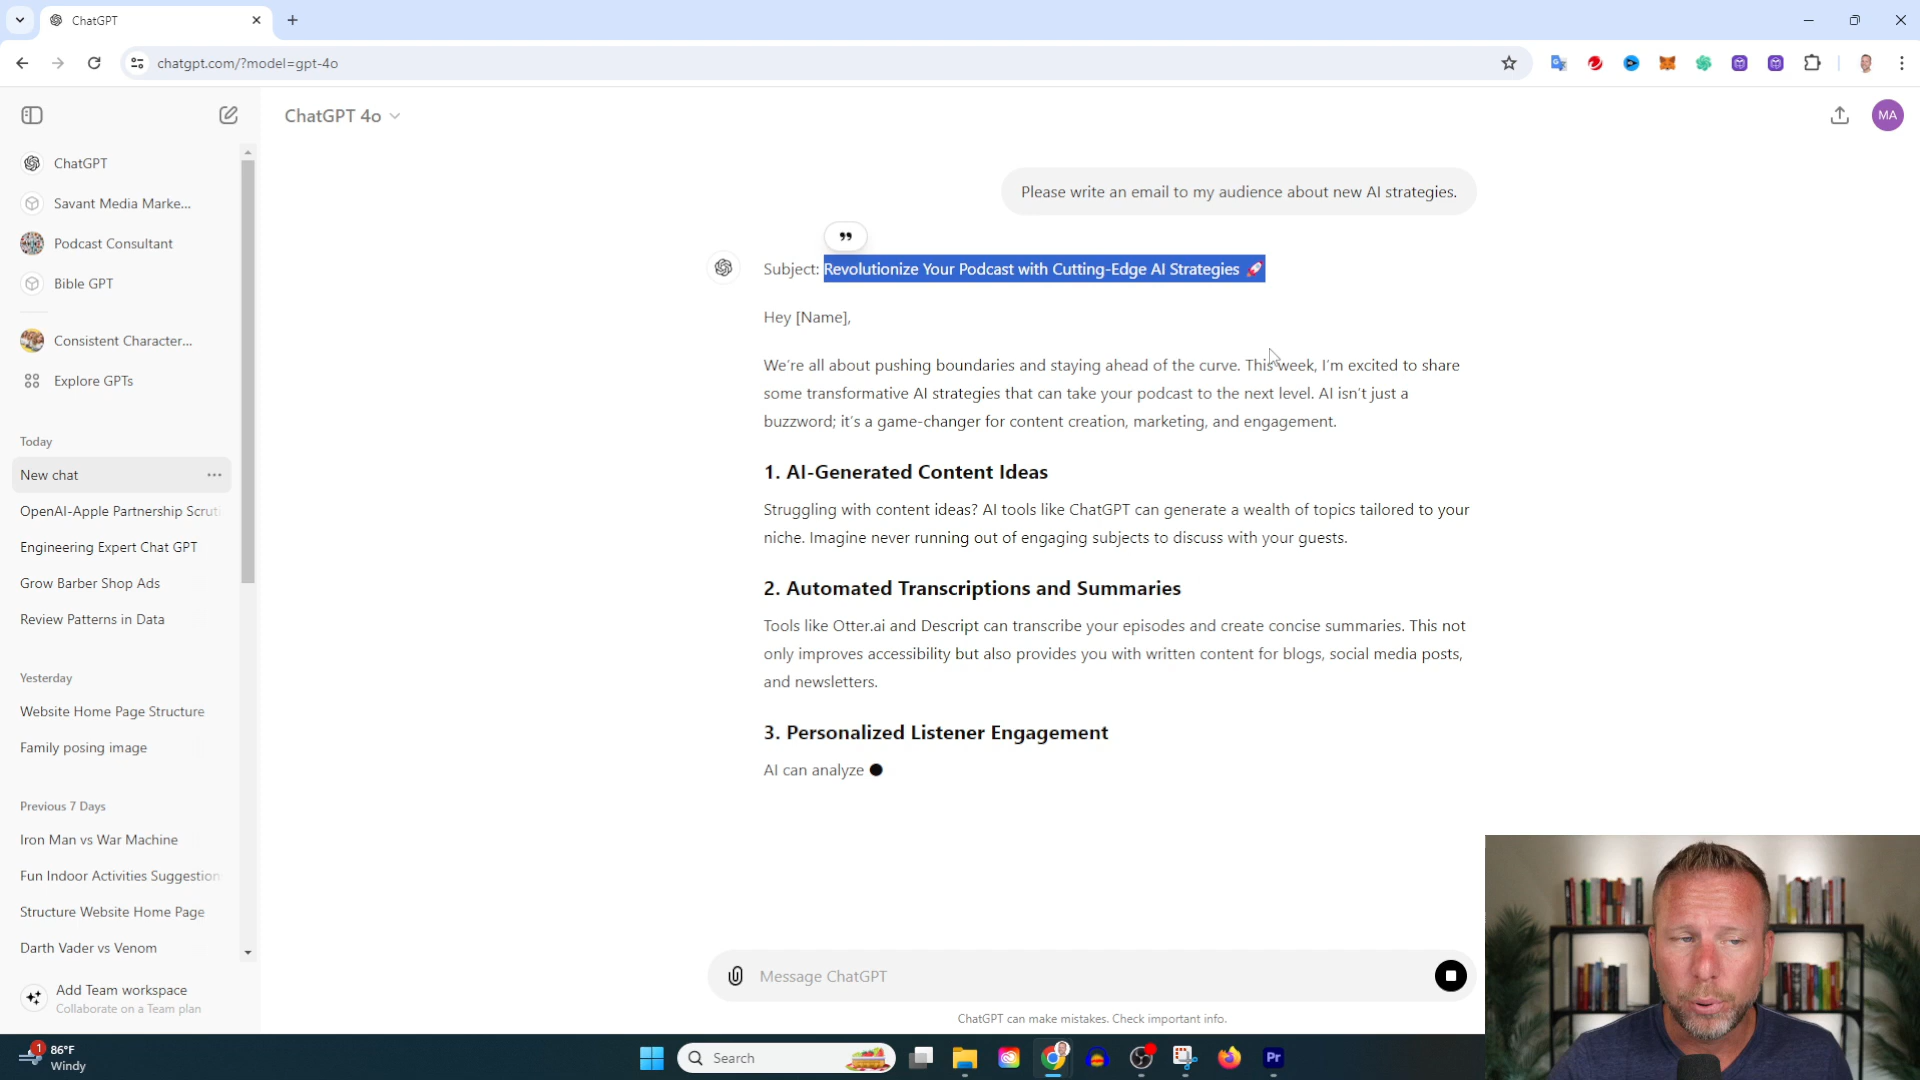 ChatGPT
chatgpt.com/?model=gpt-4o
ChatGPT 4o
MA
ChatGPT
Savant Media Marke...
Podcast Consultant
Bible GPT
Consistent Character...
Explore GPTs
Today
New chat
OpenAI-Apple Partnership Scruti
Engineering Expert Chat GPT
Grow Barber Shop Ads
Review Patterns in Data
Yesterday
Website Home Page Structure
Family posing image
Previous 7 Days
Iron Man vs War Machine
Fun Indoor Activities Suggestion
Structure Website Home Page
Darth Vader vs Venom
Add Team workspace
Collaborate on a Team plan
Please write an email to my audience about new AI strategies.
Subject: Revolutionize Your Podcast with Cutting-Edge AI Strategies 🚀
Hey [Name],
We're all about pushing boundaries and staying ahead of the curve. This week, I'm excited to share
some transformative AI strategies that can take your podcast to the next level. AI isn't just a
buzzword; it's a game-changer for content creation, marketing, and engagement.
1. AI-Generated Content Ideas
Struggling with content ideas? AI tools like ChatGPT can generate a wealth of topics tailored to your
niche. Imagine never running out of engaging subjects to discuss with your guests.
2. Automated Transcriptions and Summaries
Tools like Otter.ai and Descript can transcribe your episodes and create concise summaries. This not
only improves accessibility but also provides you with written content for blogs, social media posts,
and newsletters.
3. Personalized Listener Engagement
AI can analyze
Message ChatGPT
ChatGPT can make mistakes. Check important info.
1
86°F
Windy
Search
Pr